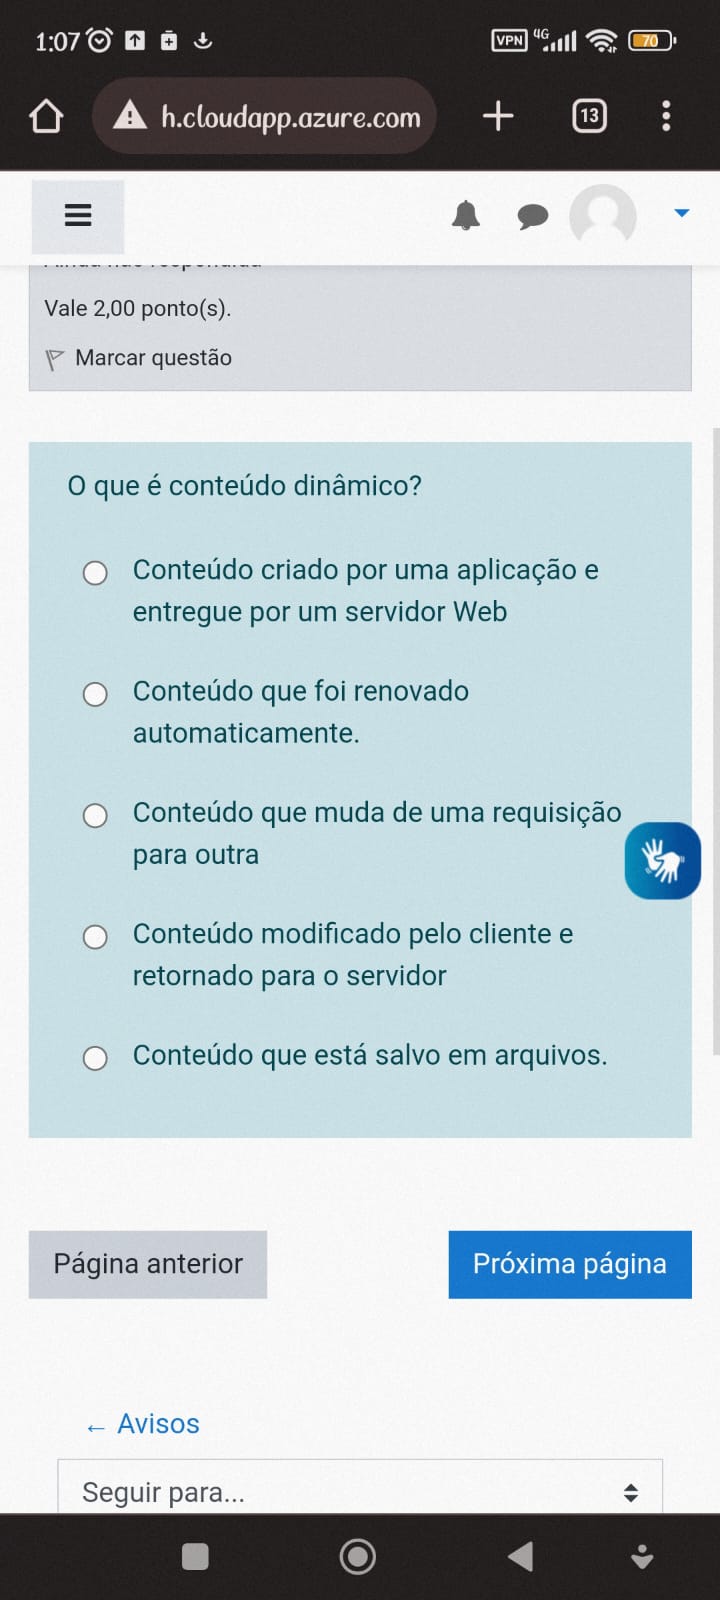 1:07
VPN 4G 70
h.cloudapp.azure.com
13
Vale 2,00 ponto(s).
Marcar questão
O que é conteúdo dinâmico?
Conteúdo criado por uma aplicação e
entregue por um servidor Web
Conteúdo que foi renovado
automaticamente.
Conteúdo que muda de uma requisição
para outra
Conteúdo modificado pelo cliente e
retornado para o servidor
Conteúdo que está salvo em arquivos.
Página anterior
Próxima página
← Avisos
Seguir para...